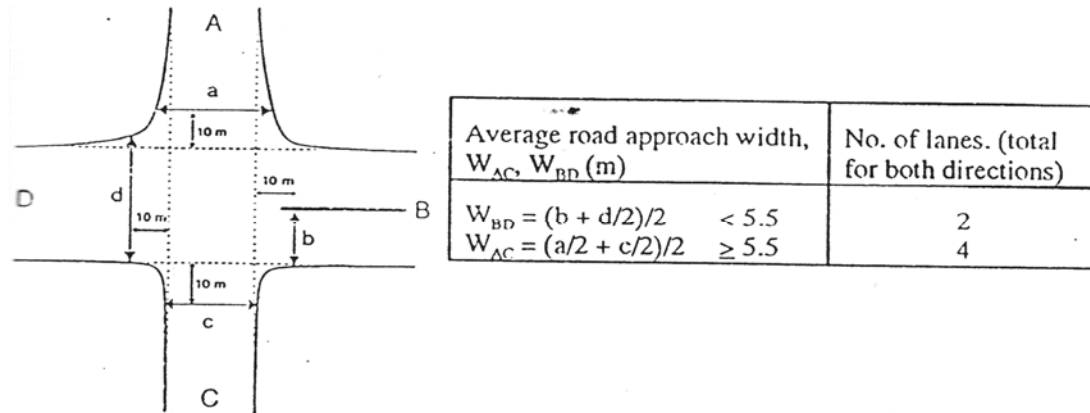 A
a
10 m
10 m
D
d
B
10 m
b
10 m
c
C
Average road approach width,
W_AC, W_BD (m)
No. of lanes. (total
for both directions)
W_BD = (b + d/2)/2 < 5.5
2
W_AC = (a/2 + c/2)/2 ≥ 5.5
4